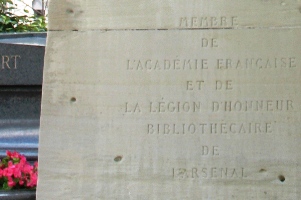 MEMBRE
DE
L'ACADÉMIE FRANÇAISE
ET DE
LA LÉGION D'HONNEUR
BIBLIOTHÉCAIRE
DE
L'ARSENAL